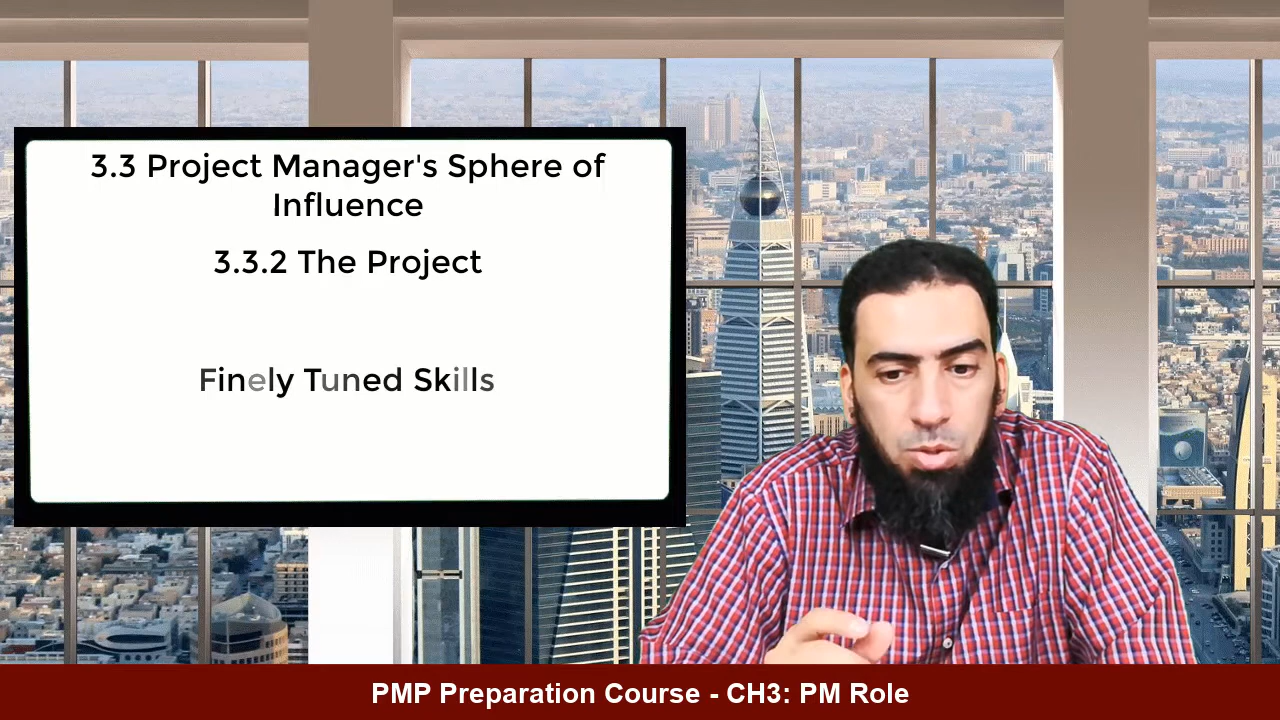 3.3 Project Manager's Sphere of
Influence
3.3.2 The Project
Finely Tuned Skills
PMP Preparation Course - CH3: PM Role